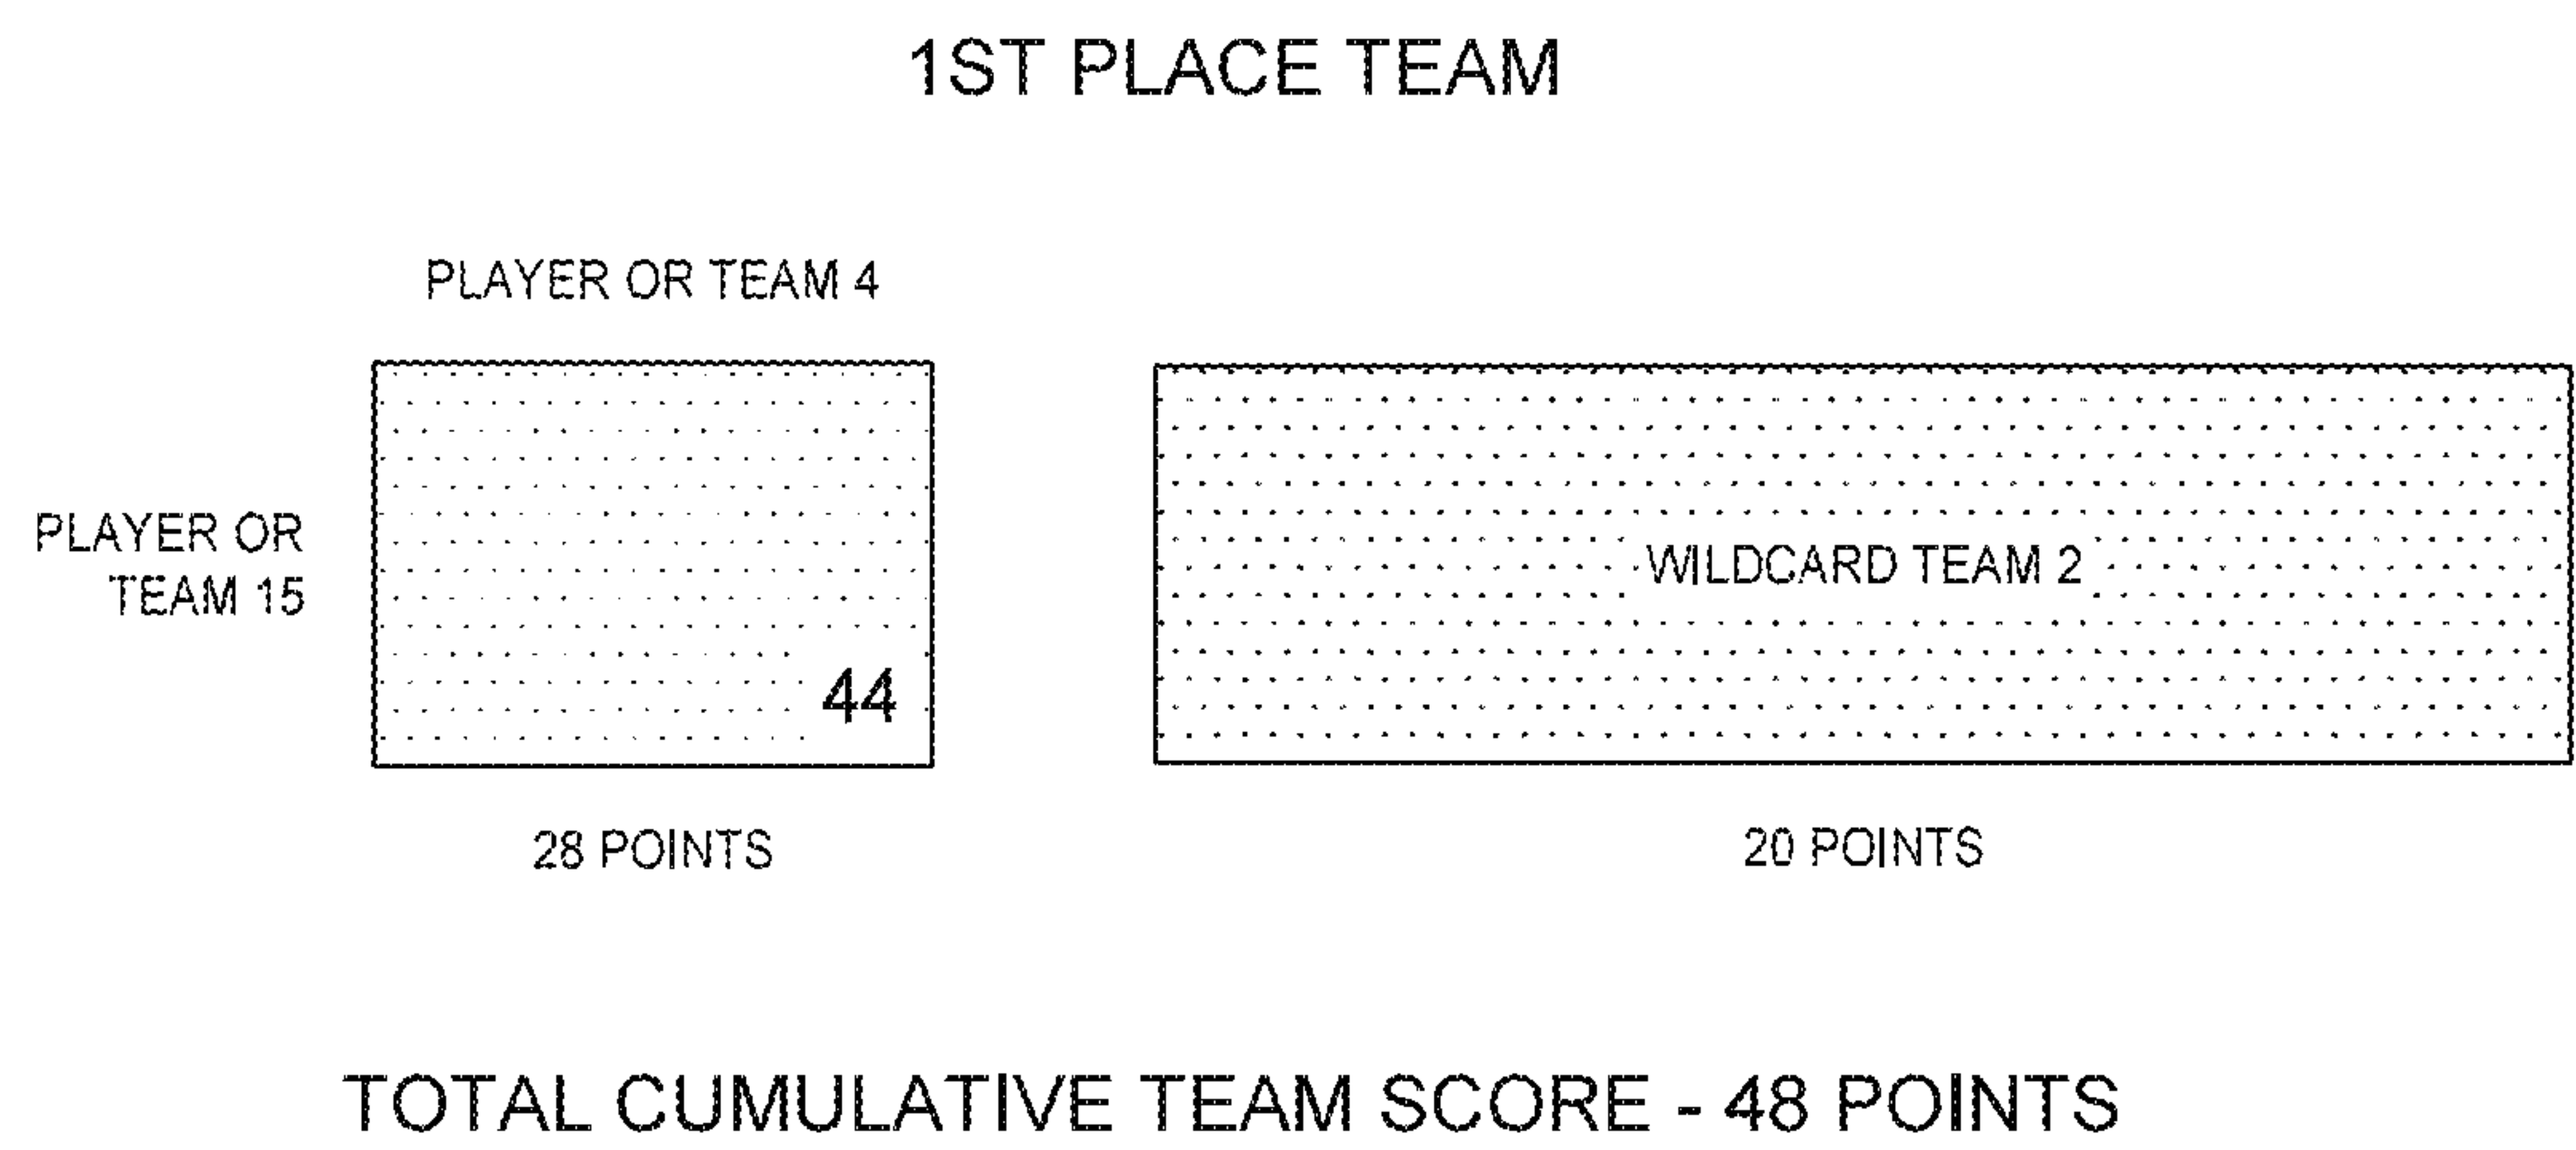 1ST PLACE TEAM
PLAYER OR TEAM 4
PLAYER OR
TEAM 15
44
WILDCARD TEAM 2
28 POINTS
20 POINTS
TOTAL CUMULATIVE TEAM SCORE - 48 POINTS